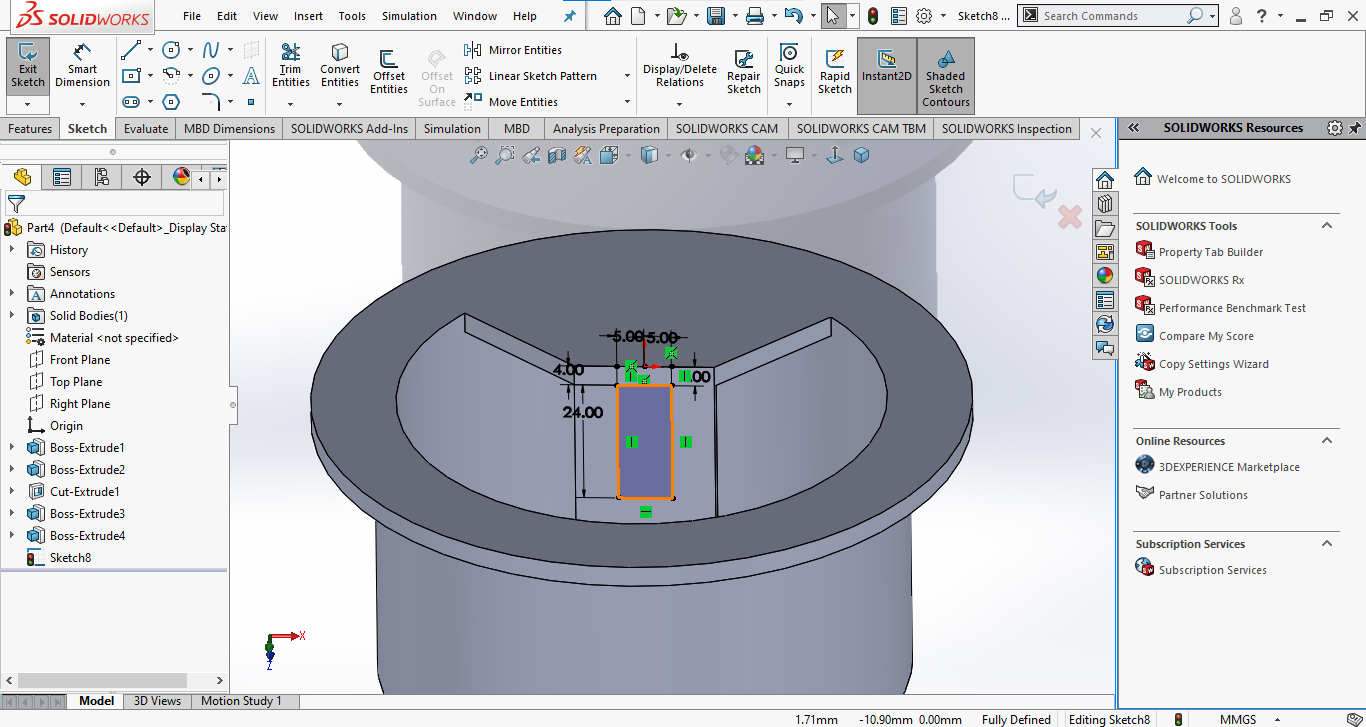 SOLIDWORKS
File Edit View Insert Tools Simulation Window Help
Sketch8 ...
Search Commands
Exit Sketch
Smart Dimension
Trim Entities
Convert Entities
Offset Entities
Offset On Surface
Mirror Entities
Linear Sketch Pattern
Move Entities
Display/Delete Relations
Repair Sketch
Quick Snaps
Rapid Sketch
Instant2D
Shaded Sketch Contours
Features Sketch Evaluate MBD Dimensions SOLIDWORKS Add-Ins Simulation MBD Analysis Preparation SOLIDWORKS CAM SOLIDWORKS CAM TBM SOLIDWORKS Inspection
Part4 (Default<<Default>_Display Sta
History
Sensors
Annotations
Solid Bodies(1)
Material <not specified>
Front Plane
Top Plane
Right Plane
Origin
Boss-Extrude1
Boss-Extrude2
Cut-Extrude1
Boss-Extrude3
Boss-Extrude4
Sketch8
5.00 5.00
4.00
.00
24.00
X
Z
SOLIDWORKS Resources
Welcome to SOLIDWORKS
SOLIDWORKS Tools
Property Tab Builder
SOLIDWORKS Rx
Performance Benchmark Test
Compare My Score
Copy Settings Wizard
My Products
Online Resources
3DEXPERIENCE Marketplace
Partner Solutions
Subscription Services
Subscription Services
Model 3D Views Motion Study 1
1.71mm -10.90mm 0.00mm Fully Defined Editing Sketch8 MMGS